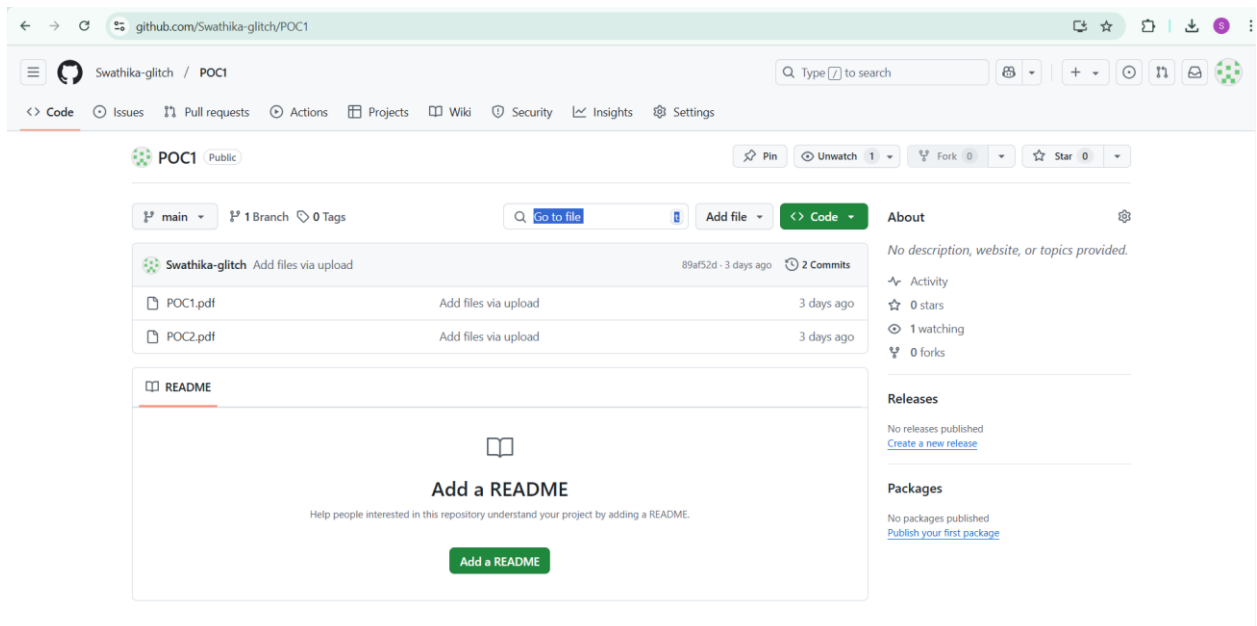 github.com/Swathika-glitch/POC1
S
Swathika-glitch / POC1
Type / to search
Code Issues Pull requests Actions Projects Wiki Security Insights Settings
POC1 Public
Pin Unwatch 1 Fork 0 Star 0
main 1 Branch 0 Tags Go to file t Add file Code
Swathika-glitch Add files via upload 89af52d · 3 days ago 2 Commits
POC1.pdf Add files via upload 3 days ago
POC2.pdf Add files via upload 3 days ago
README
Add a README
Help people interested in this repository understand your project by adding a README.
Add a README
About
No description, website, or topics provided.
Activity
0 stars
1 watching
0 forks
Releases
No releases published
Create a new release
Packages
No packages published
Publish your first package